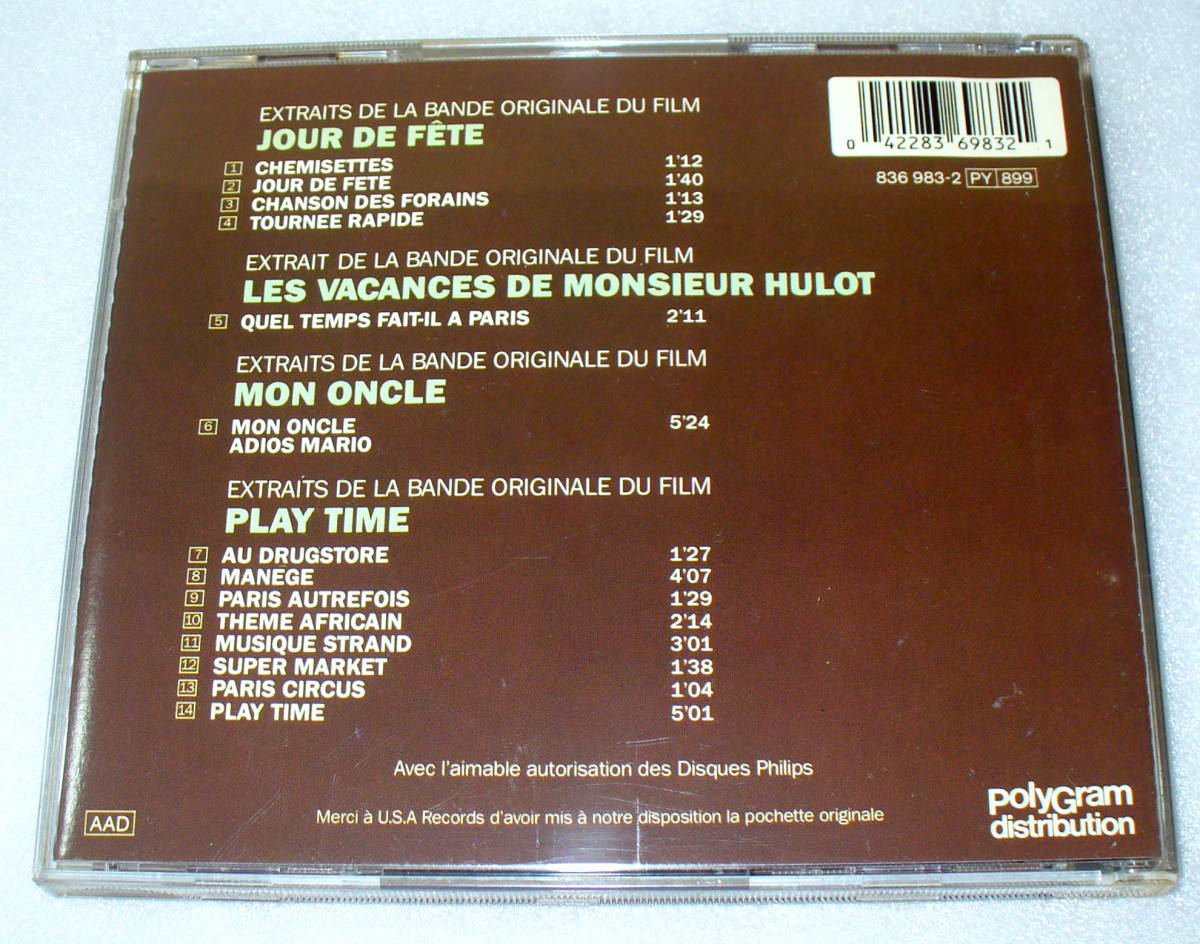 EXTRAITS DE LA BANDE ORIGINALE DU FILM
JOUR DE FÊTE
1 CHEMISETTES 1'12
2 JOUR DE FETE 1'40
3 CHANSON DES FORAINS 1'13
4 TOURNEE RAPIDE 1'29
0 42283 69832 1
836 983-2 PY 899
EXTRAIT DE LA BANDE ORIGINALE DU FILM
LES VACANCES DE MONSIEUR HULOT
5 QUEL TEMPS FAIT-IL A PARIS 2'11
EXTRAITS DE LA BANDE ORIGINALE DU FILM
MON ONCLE
6 MON ONCLE 5'24
ADIOS MARIO
EXTRAITS DE LA BANDE ORIGINALE DU FILM
PLAY TIME
7 AU DRUGSTORE 1'27
8 MANÉGE 4'07
9 PARIS AUTREFOIS 1'29
10 THEME AFRICAIN 2'14
11 MUSIQUE STRAND 3'01
12 SUPER MARKET 1'38
13 PARIS CIRCUS 1'04
14 PLAY TIME 5'01
Avec l'aimable autorisation des Disques Philips
Merci à U.S.A Records d'avoir mis à notre disposition la pochette originale
AAD
polyGram
distribution